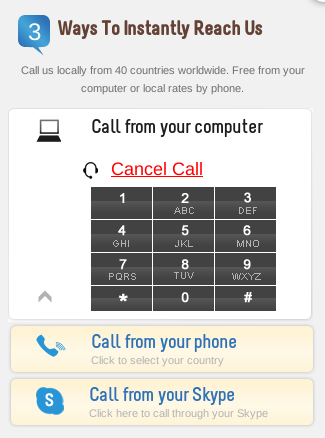 3 Ways To Instantly Reach Us
Call us locally from 40 countries worldwide. Free from your
computer or local rates by phone.
Call from your computer
Cancel Call
1 2 3
ABC DEF
4 5 6
GHI JKL MNO
7 8 9
PQRS TUV WXYZ
* 0 #
Call from your phone
Click to select your country
S Call from your Skype
Click here to call through your Skype